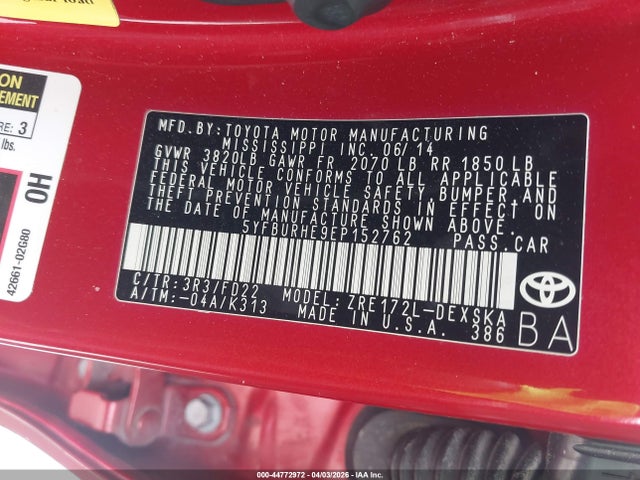 ON
EMENT
RE: 3
lbs.
OH
42661-02G80
MFD.BY:TOYOTA MOTOR MANUFACTURING
MISSISSIPPI INC. 06/14
GVWR 3820LB GAWR FR 2070 LB RR 1850 LB
THIS VEHICLE CONFORMS TO ALL APPLICABLE
FEDERAL MOTOR VEHICLE SAFETY, BUMPER,AND
THEFT PREVENTION STANDARDS IN EFFECT ON
THE DATE OF MANUFACTURE SHOWN ABOVE.
5YFBURHE9EP152762 PASS.CAR
C/TR:3R3/FD22
A/TM:-04A/K313
MODEL:ZRE172L-DEXSKA
MADE IN U.S.A. 386
TOYOTA
BA
000-44772972 - 04/03/2026 - IAA Inc.